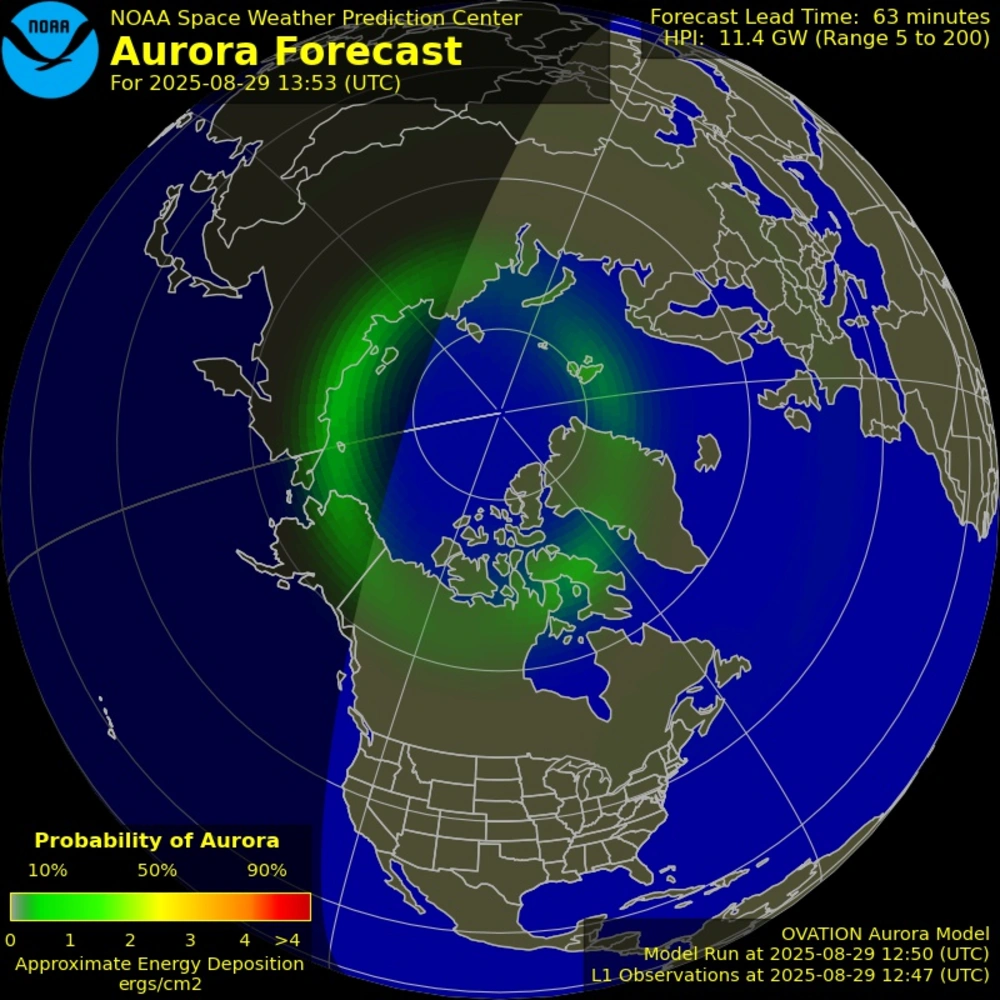 NOAA
NOAA Space Weather Prediction Center
Aurora Forecast
For 2025-08-29 13:53 (UTC)
Forecast Lead Time: 63 minutes
HPI: 11.4 GW (Range 5 to 200)
Probability of Aurora
10% 50% 90%
0 1 2 3 4 >4
Approximate Energy Deposition
ergs/cm2
OVATION Aurora Model
Model Run at 2025-08-29 12:50 (UTC)
L1 Observations at 2025-08-29 12:47 (UTC)